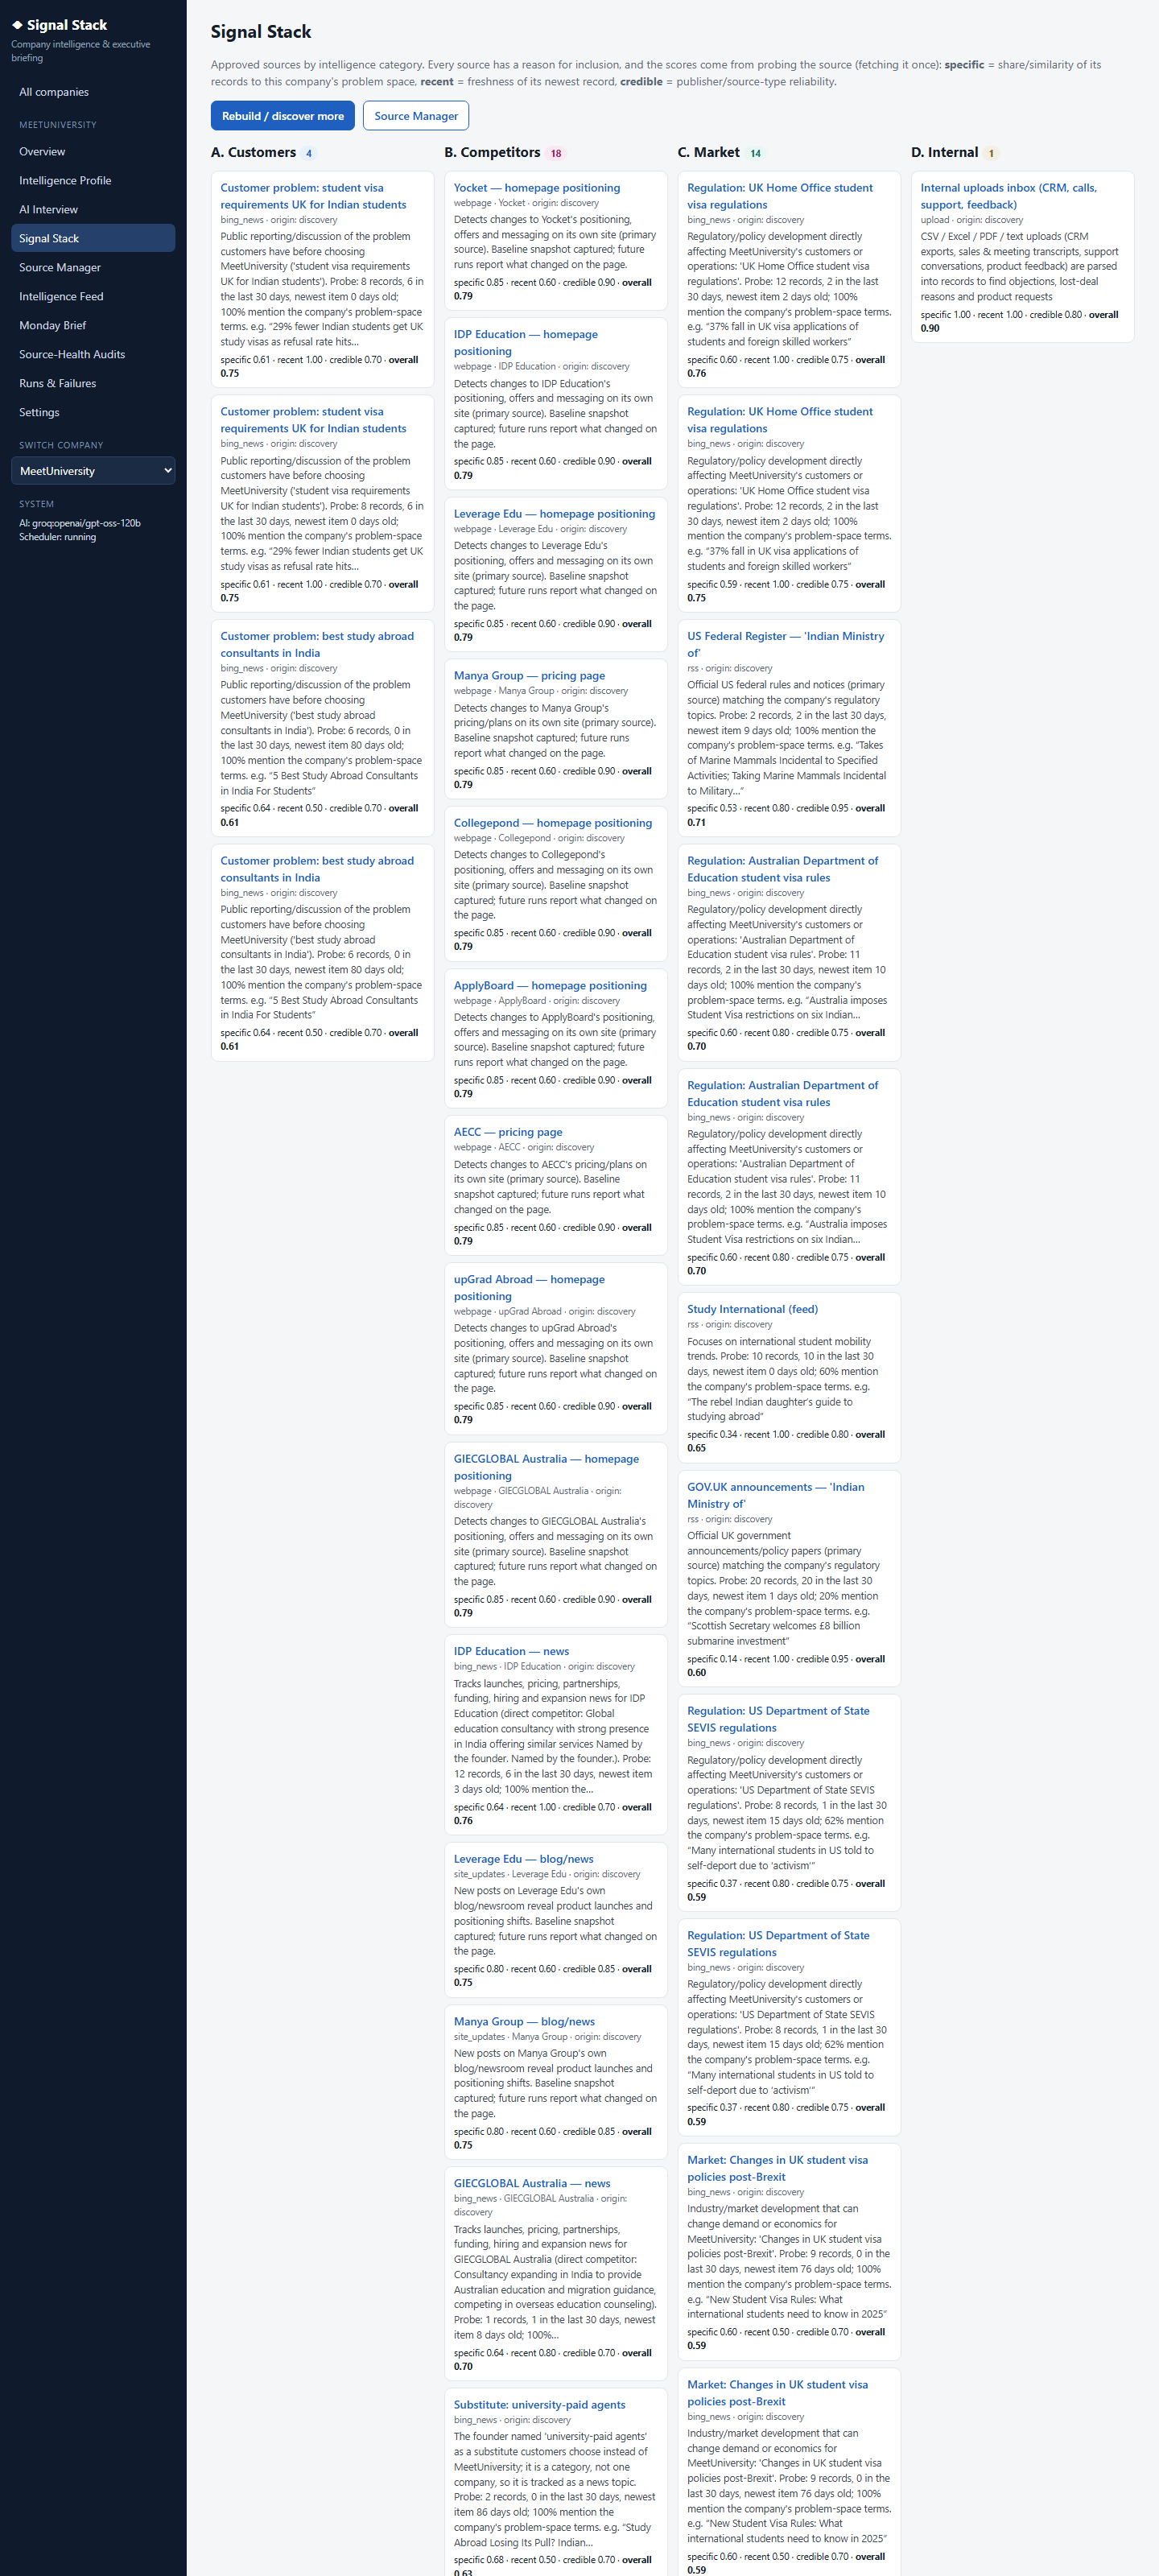 ◆ Signal Stack
Company intelligence & executive
briefing
All companies
MEETUNIVERSITY
Overview
Intelligence Profile
AI Interview
Signal Stack
Source Manager
Intelligence Feed
Monday Brief
Source-Health Audits
Runs & Failures
Settings
SWITCH COMPANY
MeetUniversity
SYSTEM
AI: groq:openai/gpt-oss-120b
Scheduler: running
Signal Stack
Approved sources by intelligence category. Every source has a reason for inclusion, and the scores come from probing the source (fetching it once): specific = share/similarity of its
records to this company's problem space, recent = freshness of its newest record, credible = publisher/source-type reliability.
Rebuild / discover more
Source Manager
A. Customers 4
Customer problem: student visa
requirements UK for Indian students
bing_news · origin: discovery
Public reporting/discussion of the problem
customers have before choosing
MeetUniversity ('student visa requirements
UK for Indian students'). Probe: 8 records, 6 in
the last 30 days, newest item 0 days old;
100% mention the company's problem-space
terms. e.g. "29% fewer Indian students get UK
study visas as refusal rate hits...
specific 0.61 · recent 1.00 · credible 0.70 · overall
0.75
Customer problem: student visa
requirements UK for Indian students
bing_news · origin: discovery
Public reporting/discussion of the problem
customers have before choosing
MeetUniversity ('student visa requirements
UK for Indian students'). Probe: 8 records, 6 in
the last 30 days, newest item 0 days old;
100% mention the company's problem-space
terms. e.g. "29% fewer Indian students get UK
study visas as refusal rate hits...
specific 0.61 · recent 1.00 · credible 0.70 · overall
0.75
Customer problem: best study abroad
consultants in India
bing_news · origin: discovery
Public reporting/discussion of the problem
customers have before choosing
MeetUniversity ('best study abroad
consultants in India'). Probe: 6 records, 0 in
the last 30 days, newest item 80 days old;
100% mention the company's problem-space
terms. e.g. "5 Best Study Abroad Consultants
in India For Students"
specific 0.64 · recent 0.50 · credible 0.70 · overall
0.61
Customer problem: best study abroad
consultants in India
bing_news · origin: discovery
Public reporting/discussion of the problem
customers have before choosing
MeetUniversity ('best study abroad
consultants in India'). Probe: 6 records, 0 in
the last 30 days, newest item 80 days old;
100% mention the company's problem-space
terms. e.g. "5 Best Study Abroad Consultants
in India For Students"
specific 0.64 · recent 0.50 · credible 0.70 · overall
0.61
B. Competitors 18
Yocket — homepage positioning
webpage · Yocket · origin: discovery
Detects changes to Yocket's positioning,
offers and messaging on its own site (primary
source). Baseline snapshot captured; future
runs report what changed on the page.
specific 0.85 · recent 0.60 · credible 0.90 · overall
0.79
IDP Education — homepage
positioning
webpage · IDP Education · origin: discovery
Detects changes to IDP Education's
positioning, offers and messaging on its own
site (primary source). Baseline snapshot
captured; future runs report what changed on
the page.
specific 0.85 · recent 0.60 · credible 0.90 · overall
0.79
Leverage Edu — homepage positioning
webpage · Leverage Edu · origin: discovery
Detects changes to Leverage Edu's
positioning, offers and messaging on its own
site (primary source). Baseline snapshot
captured; future runs report what changed on
the page.
specific 0.85 · recent 0.60 · credible 0.90 · overall
0.79
Manya Group — pricing page
webpage · Manya Group · origin: discovery
Detects changes to Manya Group's
pricing/plans on its own site (primary source).
Baseline snapshot captured; future runs
report what changed on the page.
specific 0.85 · recent 0.60 · credible 0.90 · overall
0.79
Collegepond — homepage positioning
webpage · Collegepond · origin: discovery
Detects changes to Collegepond's
positioning, offers and messaging on its own
site (primary source). Baseline snapshot
captured; future runs report what changed on
the page.
specific 0.85 · recent 0.60 · credible 0.90 · overall
0.79
ApplyBoard — homepage positioning
webpage · ApplyBoard · origin: discovery
Detects changes to ApplyBoard's positioning,
offers and messaging on its own site (primary
source). Baseline snapshot captured; future
runs report what changed on the page.
specific 0.85 · recent 0.60 · credible 0.90 · overall
0.79
AECC — pricing page
webpage · AECC · origin: discovery
Detects changes to AECC's pricing/plans on
its own site (primary source). Baseline
snapshot captured; future runs report what
changed on the page.
specific 0.85 · recent 0.60 · credible 0.90 · overall
0.79
upGrad Abroad — homepage
positioning
webpage · upGrad Abroad · origin: discovery
Detects changes to upGrad Abroad's
positioning, offers and messaging on its own
site (primary source). Baseline snapshot
captured; future runs report what changed on
the page.
specific 0.85 · recent 0.60 · credible 0.90 · overall
0.79
GIECGLOBAL Australia — homepage
positioning
webpage · GIECGLOBAL Australia · origin:
discovery
Detects changes to GIECGLOBAL Australia's
positioning, offers and messaging on its own
site (primary source). Baseline snapshot
captured; future runs report what changed on
the page.
specific 0.85 · recent 0.60 · credible 0.90 · overall
0.79
IDP Education — news
bing_news · IDP Education · origin: discovery
Tracks launches, pricing, partnerships,
funding, hiring and expansion news for IDP
Education (direct competitor: Global
education consultancy with strong presence
in India offering similar services Named by
the founder. Named by the founder.). Probe:
12 records, 6 in the last 30 days, newest item
3 days old; 100% mention the...
specific 0.64 · recent 1.00 · credible 0.70 · overall
0.76
Leverage Edu — blog/news
site_updates · Leverage Edu · origin: discovery
New posts on Leverage Edu's own
blog/newsroom reveal product launches and
positioning shifts. Baseline snapshot
captured; future runs report what changed on
the page.
specific 0.80 · recent 0.60 · credible 0.85 · overall
0.75
Manya Group — blog/news
site_updates · Manya Group · origin: discovery
New posts on Manya Group's own
blog/newsroom reveal product launches and
positioning shifts. Baseline snapshot
captured; future runs report what changed on
the page.
specific 0.80 · recent 0.60 · credible 0.85 · overall
0.75
GIECGLOBAL Australia — news
bing_news · GIECGLOBAL Australia · origin:
discovery
Tracks launches, pricing, partnerships,
funding, hiring and expansion news for
GIECGLOBAL Australia (direct competitor:
Consultancy expanding in India to provide
Australian education and migration guidance,
competing in overseas education counseling).
Probe: 1 records, 1 in the last 30 days, newest
item 8 days old; 100%...
specific 0.64 · recent 0.80 · credible 0.70 · overall
0.70
Substitute: university-paid agents
bing_news · origin: discovery
The founder named 'university-paid agents'
as a substitute customers choose instead of
MeetUniversity; it is a category, not one
company, so it is tracked as a news topic.
Probe: 2 records, 0 in the last 30 days, newest
item 86 days old; 100% mention the
company's problem-space terms. e.g. "Study
Abroad Losing Its Pull? Indian...
specific 0.68 · recent 0.50 · credible 0.70 · overall
0.63
C. Market 14
Regulation: UK Home Office student
visa regulations
bing_news · origin: discovery
Regulatory/policy development directly
affecting MeetUniversity's customers or
operations: 'UK Home Office student visa
regulations'. Probe: 12 records, 2 in the last
30 days, newest item 2 days old; 100%
mention the company's problem-space terms.
e.g. "37% fall in UK visa applications of
students and foreign skilled workers"
specific 0.60 · recent 1.00 · credible 0.75 · overall
0.76
Regulation: UK Home Office student
visa regulations
bing_news · origin: discovery
Regulatory/policy development directly
affecting MeetUniversity's customers or
operations: 'UK Home Office student visa
regulations'. Probe: 12 records, 2 in the last
30 days, newest item 2 days old; 100%
mention the company's problem-space terms.
e.g. "37% fall in UK visa applications of
students and foreign skilled workers"
specific 0.59 · recent 1.00 · credible 0.75 · overall
0.75
US Federal Register — 'Indian Ministry
of'
rss · origin: discovery
Official US federal rules and notices (primary
source) matching the company's regulatory
topics. Probe: 2 records, 2 in the last 30 days,
newest item 9 days old; 100% mention the
company's problem-space terms. e.g. "Takes
of Marine Mammals Incidental to Specified
Activities; Taking Marine Mammals Incidental
to Military..."
specific 0.53 · recent 0.80 · credible 0.95 · overall
0.71
Regulation: Australian Department of
Education student visa rules
bing_news · origin: discovery
Regulatory/policy development directly
affecting MeetUniversity's customers or
operations: 'Australian Department of
Education student visa rules'. Probe: 11
records, 2 in the last 30 days, newest item 10
days old; 100% mention the company's
problem-space terms. e.g. "Australia imposes
Student Visa restrictions on six Indian...
specific 0.60 · recent 0.80 · credible 0.75 · overall
0.70
Regulation: Australian Department of
Education student visa rules
bing_news · origin: discovery
Regulatory/policy development directly
affecting MeetUniversity's customers or
operations: 'Australian Department of
Education student visa rules'. Probe: 11
records, 2 in the last 30 days, newest item 10
days old; 100% mention the company's
problem-space terms. e.g. "Australia imposes
Student Visa restrictions on six Indian...
specific 0.60 · recent 0.80 · credible 0.75 · overall
0.70
Study International (feed)
rss · origin: discovery
Focuses on international student mobility
trends. Probe: 10 records, 10 in the last 30
days, newest item 0 days old; 60% mention
the company's problem-space terms. e.g.
"The rebel Indian daughter's guide to
studying abroad"
specific 0.34 · recent 1.00 · credible 0.80 · overall
0.65
GOV.UK announcements — 'Indian
Ministry of'
rss · origin: discovery
Official UK government
announcements/policy papers (primary
source) matching the company's regulatory
topics. Probe: 20 records, 20 in the last 30
days, newest item 1 days old; 20% mention
the company's problem-space terms. e.g.
"Scottish Secretary welcomes £8 billion
submarine investment"
specific 0.14 · recent 1.00 · credible 0.95 · overall
0.60
Regulation: US Department of State
SEVIS regulations
bing_news · origin: discovery
Regulatory/policy development directly
affecting MeetUniversity's customers or
operations: 'US Department of State SEVIS
regulations'. Probe: 8 records, 1 in the last 30
days, newest item 15 days old; 62% mention
the company's problem-space terms. e.g.
"Many international students in US told to
self-deport due to 'activism'"
specific 0.37 · recent 0.80 · credible 0.75 · overall
0.59
Regulation: US Department of State
SEVIS regulations
bing_news · origin: discovery
Regulatory/policy development directly
affecting MeetUniversity's customers or
operations: 'US Department of State SEVIS
regulations'. Probe: 8 records, 1 in the last 30
days, newest item 15 days old; 62% mention
the company's problem-space terms. e.g.
"Many international students in US told to
self-deport due to 'activism'"
specific 0.37 · recent 0.80 · credible 0.75 · overall
0.59
Market: Changes in UK student visa
policies post-Brexit
bing_news · origin: discovery
Industry/market development that can
change demand or economics for
MeetUniversity: 'Changes in UK student visa
policies post-Brexit'. Probe: 9 records, 0 in the
last 30 days, newest item 76 days old; 100%
mention the company's problem-space terms.
e.g. "New Student Visa Rules: What
international students need to know in 2025"
specific 0.60 · recent 0.50 · credible 0.70 · overall
0.59
Market: Changes in UK student visa
policies post-Brexit
bing_news · origin: discovery
Industry/market development that can
change demand or economics for
MeetUniversity: 'Changes in UK student visa
policies post-Brexit'. Probe: 9 records, 0 in the
last 30 days, newest item 76 days old; 100%
mention the company's problem-space terms.
e.g. "New Student Visa Rules: What
international students need to know in 2025"
specific 0.60 · recent 0.50 · credible 0.70 · overall
0.59
D. Internal 1
Internal uploads inbox (CRM, calls,
support, feedback)
upload · origin: discovery
CSV / Excel / PDF / text uploads (CRM
exports, sales & meeting transcripts, support
conversations, product feedback) are parsed
into records to find objections, lost-deal
reasons and product requests
specific 1.00 · recent 1.00 · credible 0.80 · overall
0.90